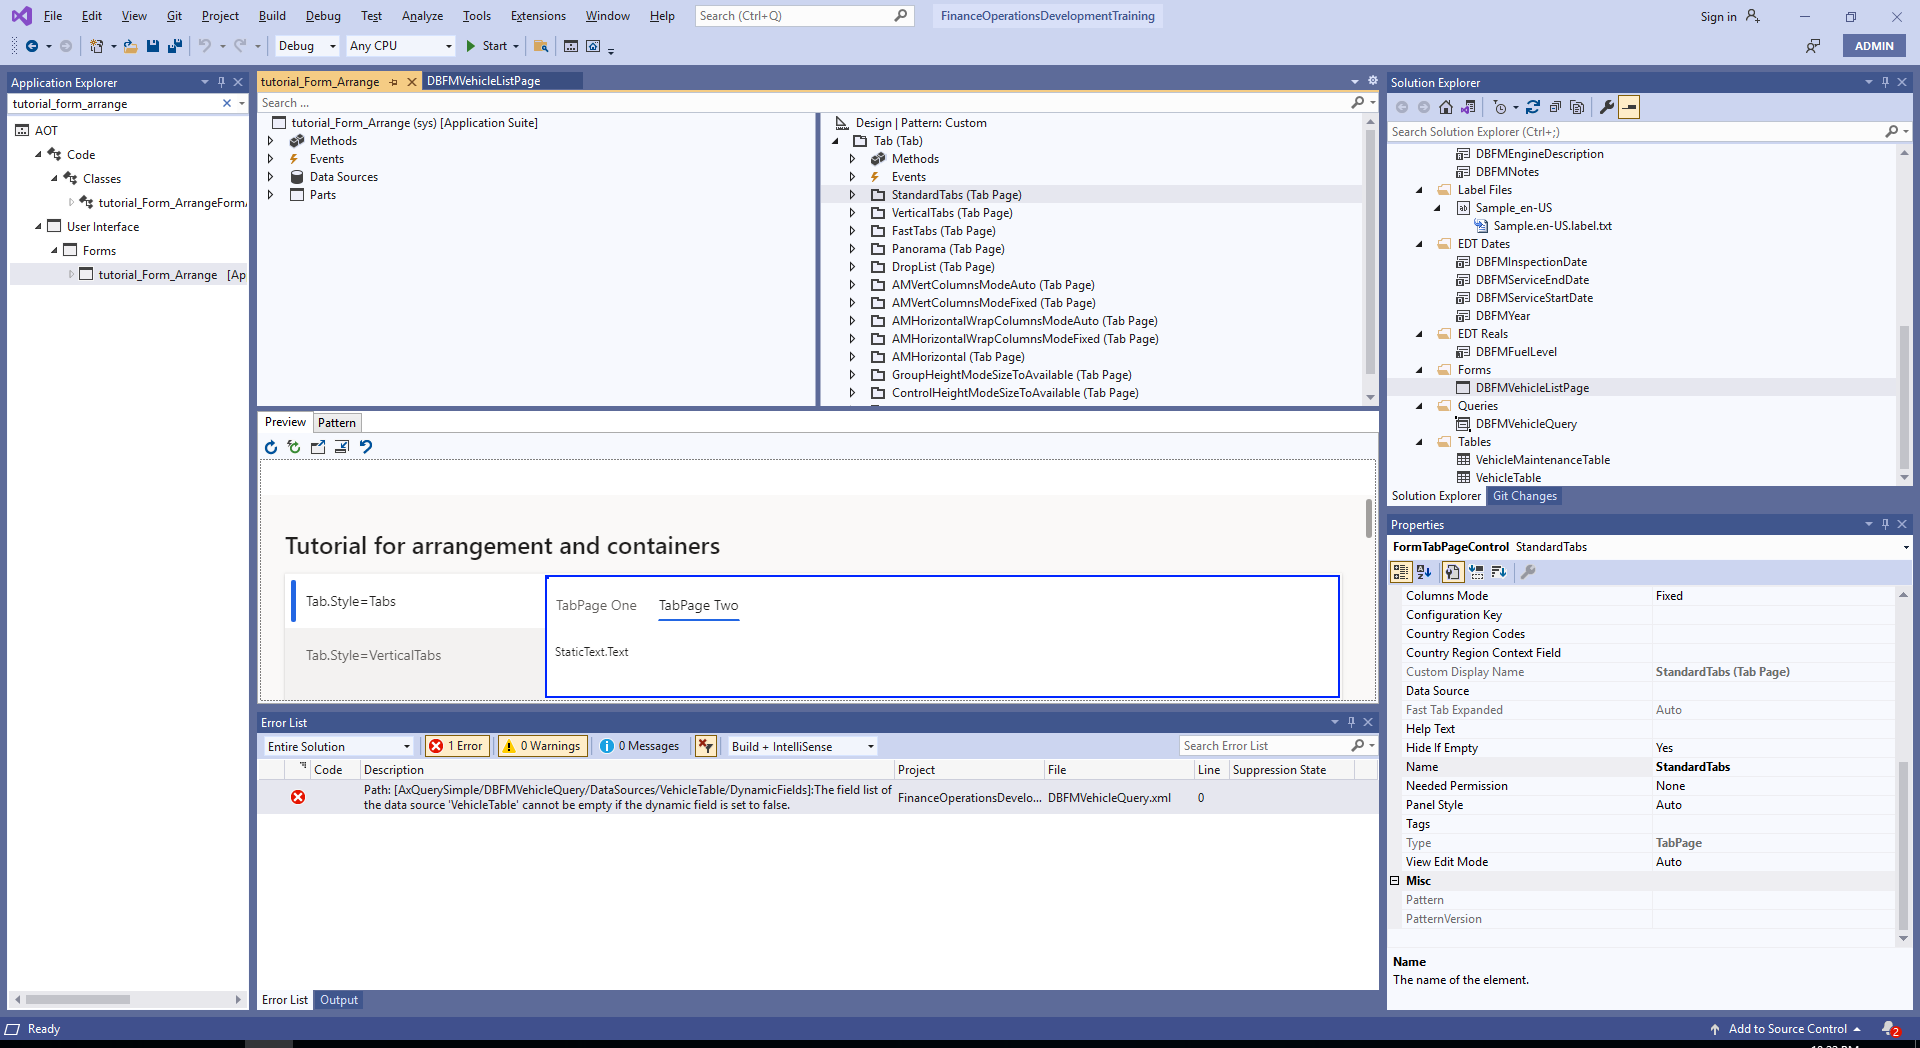 File Edit View Git Project Build Debug Test Analyze Tools Extensions Window Help Search (Ctrl+Q) FinanceOperationsDevelopmentTraining Sign in
Debug Any CPU Start ADMIN
Application Explorer
tutorial_form_arrange
AOT
Code
Classes
tutorial_Form_ArrangeForm
User Interface
Forms
tutorial_Form_Arrange [Ap
tutorial_Form_Arrange DBFMVehicleListPage
Search ...
tutorial_Form_Arrange (sys) [Application Suite]
Methods
Events
Data Sources
Parts
Design | Pattern: Custom
Tab (Tab)
Methods
Events
StandardTabs (Tab Page)
VerticalTabs (Tab Page)
FastTabs (Tab Page)
Panorama (Tab Page)
DropList (Tab Page)
AMVertColumnsModeAuto (Tab Page)
AMVertColumnsModeFixed (Tab Page)
AMHorizontalWrapColumnsModeAuto (Tab Page)
AMHorizontalWrapColumnsModeFixed (Tab Page)
AMHorizontal (Tab Page)
GroupHeightModeSizeToAvailable (Tab Page)
ControlHeightModeSizeToAvailable (Tab Page)
Preview Pattern
Tutorial for arrangement and containers
Tab.Style=Tabs
Tab.Style=VerticalTabs
TabPage One TabPage Two
StaticText.Text
Error List
Entire Solution 1 Error 0 Warnings 0 Messages Build + IntelliSense Search Error List
Code Description Project File Line Suppression State
Path: [AxQuerySimple/DBFMVehicleQuery/DataSources/VehicleTable/DynamicFields]:The field list of
the data source 'VehicleTable' cannot be empty if the dynamic field is set to false.
FinanceOperationsDevelo... DBFMVehicleQuery.xml 0
Error List Output
Solution Explorer
Search Solution Explorer (Ctrl+;)
DBFMEngineDescription
DBFMNotes
Label Files
Sample_en-US
Sample.en-US.label.txt
EDT Dates
DBFMInspectionDate
DBFMServiceEndDate
DBFMServiceStartDate
DBFMYear
EDT Reals
DBFMFuelLevel
Forms
DBFMVehicleListPage
Queries
DBFMVehicleQuery
Tables
VehicleMaintenanceTable
VehicleTable
Solution Explorer Git Changes
Properties
FormTabPageControl StandardTabs
Columns Mode Fixed
Configuration Key
Country Region Codes
Country Region Context Field
Custom Display Name StandardTabs (Tab Page)
Data Source
Fast Tab Expanded Auto
Help Text
Hide If Empty Yes
Name StandardTabs
Needed Permission None
Panel Style Auto
Tags
Type TabPage
View Edit Mode Auto
Misc
Pattern
PatternVersion
Name
The name of the element.
Ready Add to Source Control 2